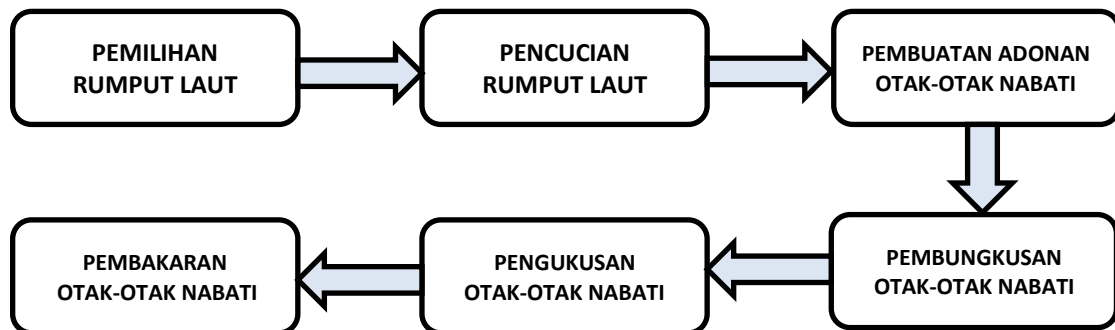 PEMILIHAN
RUMPUT LAUT
PENCUCIAN
RUMPUT LAUT
PEMBUATAN ADONAN
OTAK-OTAK NABATI
PEMBUNGKUSAN
OTAK-OTAK NABATI
PENGUKUSAN
OTAK-OTAK NABATI
PEMBAKARAN
OTAK-OTAK NABATI